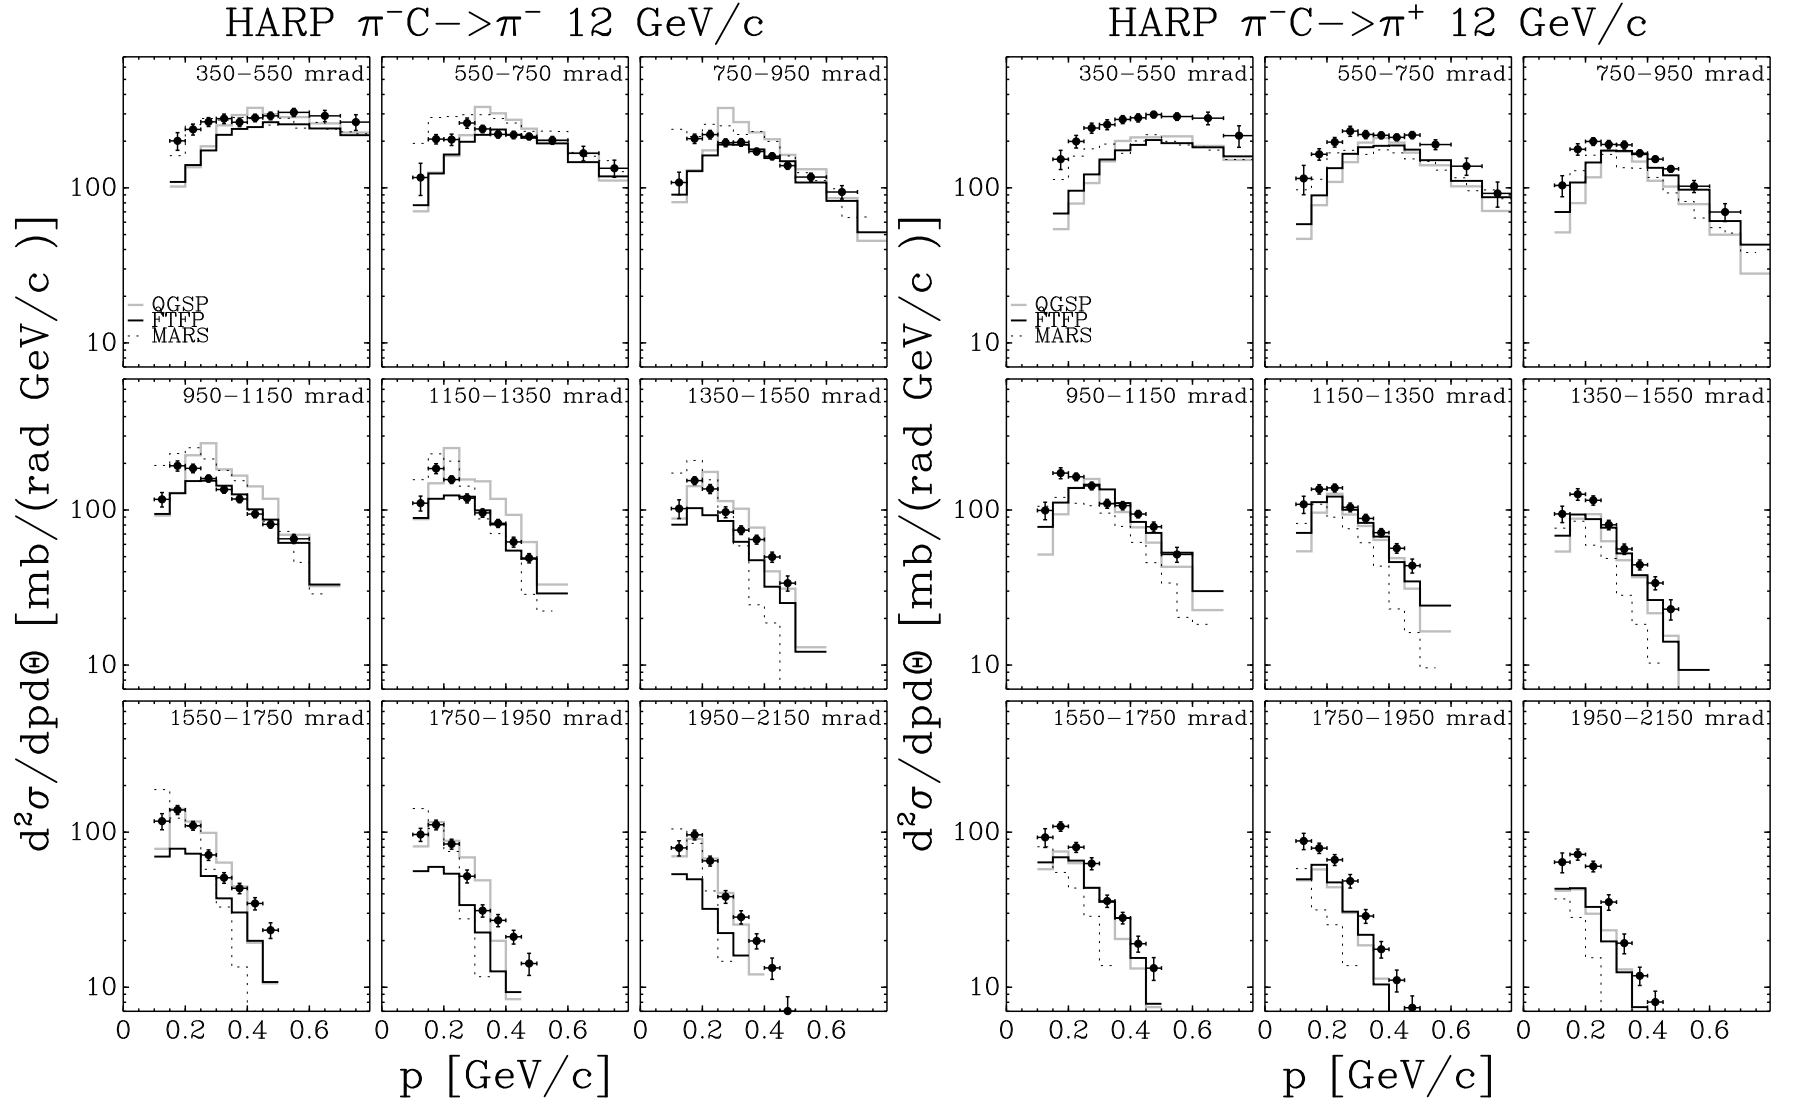 HARP π⁻C−>π⁻ 12 GeV/c
d²σ/dpdΘ [mb/(rad GeV/c )]
350−550 mrad
550−750 mrad
750−950 mrad
100
10
QGSP
FTFP
MARS
950−1150 mrad
1150−1350 mrad
1350−1550 mrad
100
10
1550−1750 mrad
1750−1950 mrad
1950−2150 mrad
100
10
0 0.2 0.4 0.6 0 0.2 0.4 0.6 0 0.2 0.4 0.6
p [GeV/c]
HARP π⁻C−>π⁺ 12 GeV/c
d²σ/dpdΘ [mb/(rad GeV/c )]
350−550 mrad
550−750 mrad
750−950 mrad
100
10
QGSP
FTFP
MARS
950−1150 mrad
1150−1350 mrad
1350−1550 mrad
100
10
1550−1750 mrad
1750−1950 mrad
1950−2150 mrad
100
10
0 0.2 0.4 0.6 0 0.2 0.4 0.6 0 0.2 0.4 0.6
p [GeV/c]